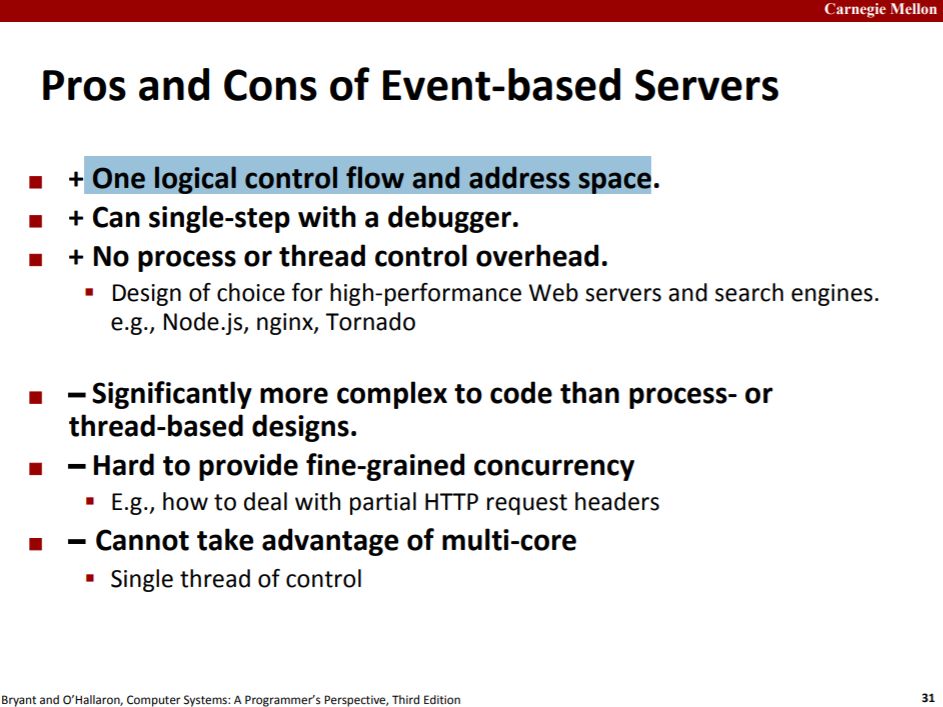 Carnegie Mellon
Pros and Cons of Event-based Servers
■ + One logical control flow and address space.
■ + Can single-step with a debugger.
■ + No process or thread control overhead.
▪ Design of choice for high-performance Web servers and search engines.
e.g., Node.js, nginx, Tornado
■ – Significantly more complex to code than process- or
thread-based designs.
■ – Hard to provide fine-grained concurrency
▪ E.g., how to deal with partial HTTP request headers
■ – Cannot take advantage of multi-core
▪ Single thread of control
Bryant and O’Hallaron, Computer Systems: A Programmer’s Perspective, Third Edition
31